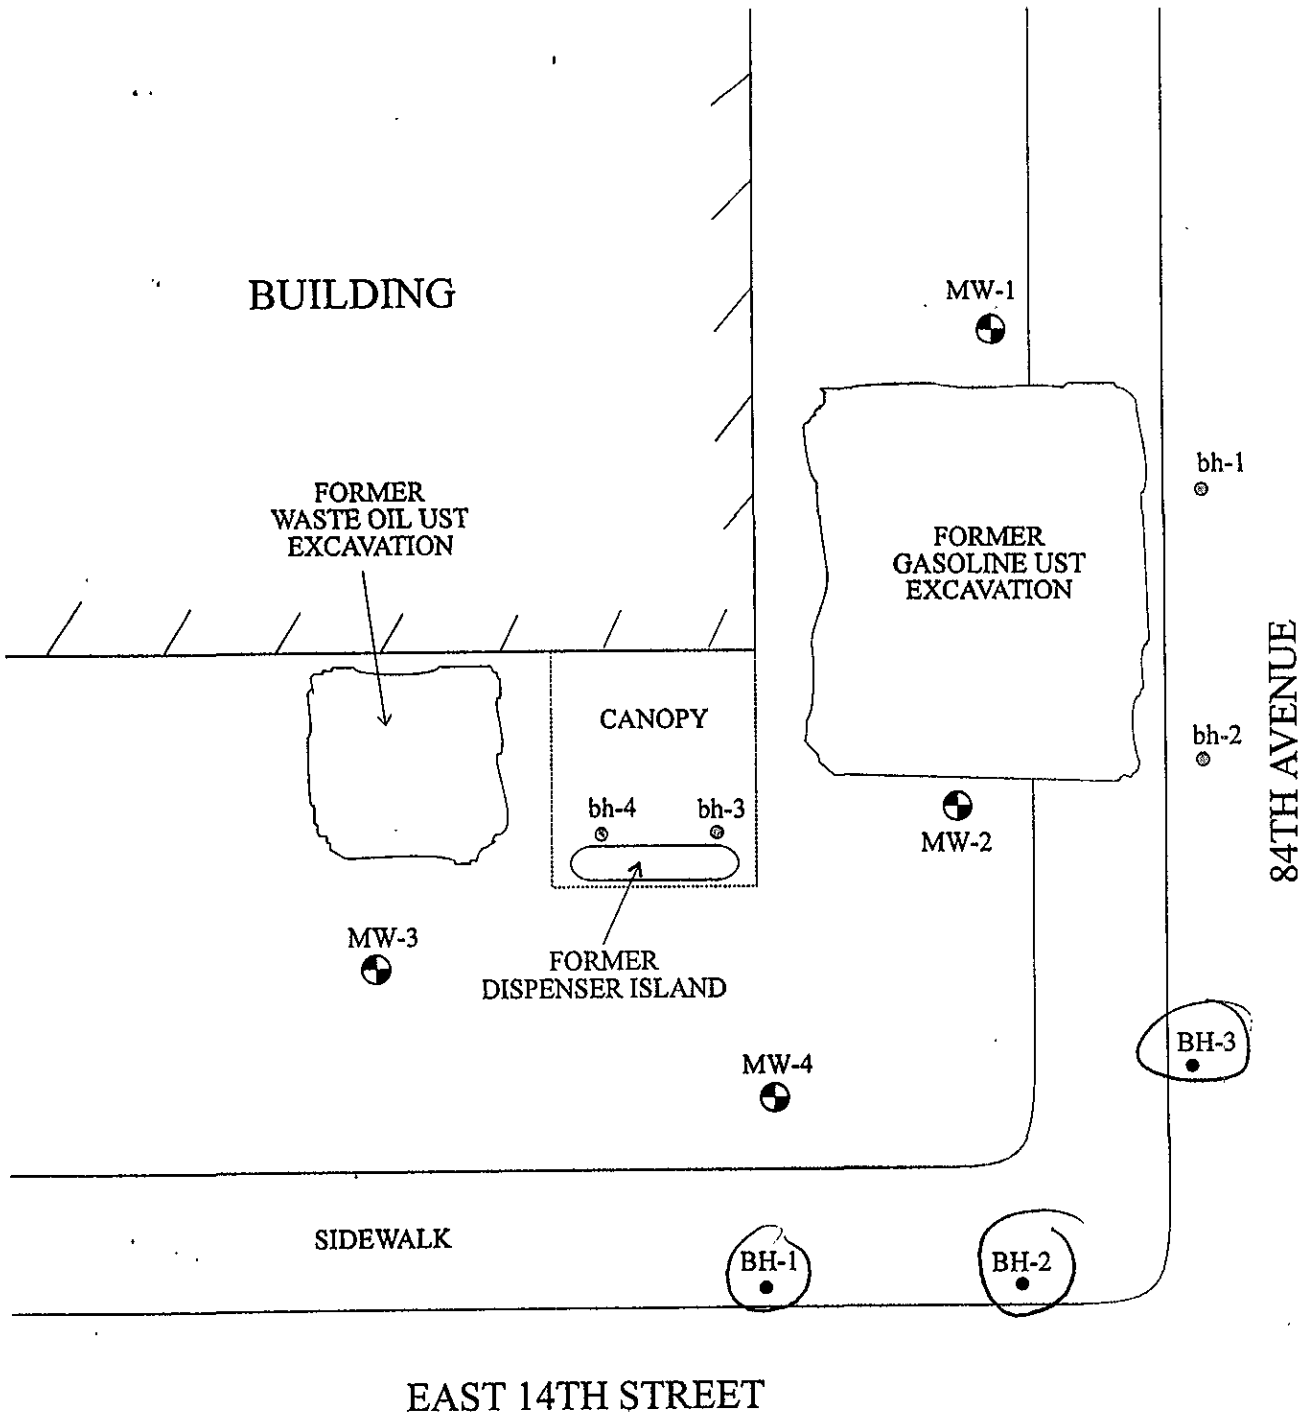 BUILDING
MW-1
bh-1
FORMER
WASTE OIL UST
EXCAVATION
FORMER
GASOLINE UST
EXCAVATION
84TH AVENUE
CANOPY
bh-2
bh-4
bh-3
MW-2
MW-3
FORMER
DISPENSER ISLAND
BH-3
MW-4
SIDEWALK
BH-1
BH-2
EAST 14TH STREET